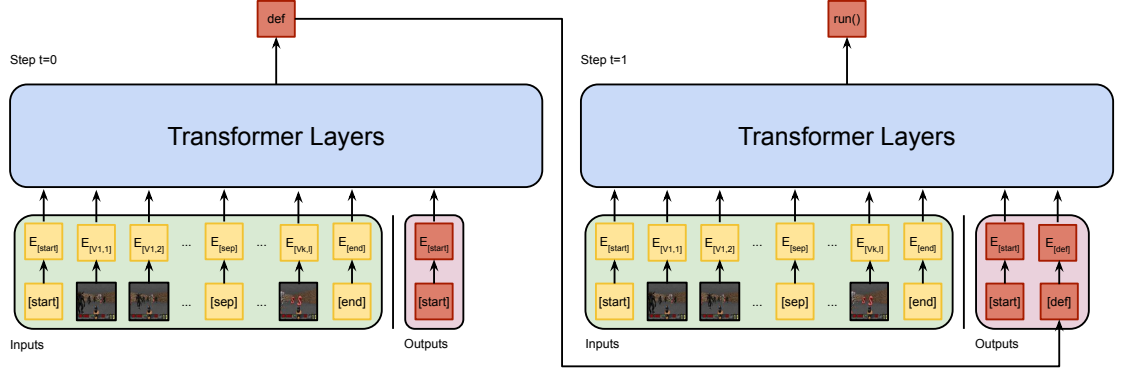 def
Step t=0
Transformer Layers
E[start] E[V1,1] E[V1,2] ... E[sep] ... E[Vk,l] E[end] E[start]
[start] ... [sep] ... [end] [start]
Inputs Outputs
run()
Step t=1
Transformer Layers
E[start] E[V1,1] E[V1,2] ... E[sep] ... E[Vk,l] E[end] E[start] E[def]
[start] ... [sep] ... [end] [start] [def]
Inputs Outputs